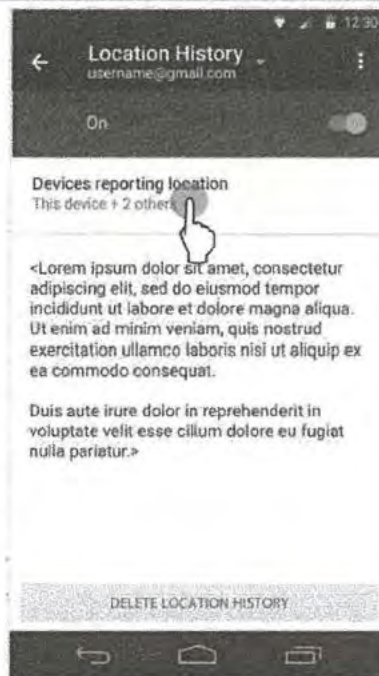 12:30
Location History
username@gmail.com
On
Devices reporting location
This device + 2 others
<Lorem ipsum dolor sit amet, consectetur
adipiscing elit, sed do eiusmod tempor
incididunt ut labore et dolore magna aliqua.
Ut enim ad minim veniam, quis nostrud
exercitation ullamco laboris nisi ut aliquip ex
ea commodo consequat.
Duis aute irure dolor in reprehenderit in
voluptate velit esse cillum dolore eu fugiat
nulla pariatur.>
DELETE LOCATION HISTORY